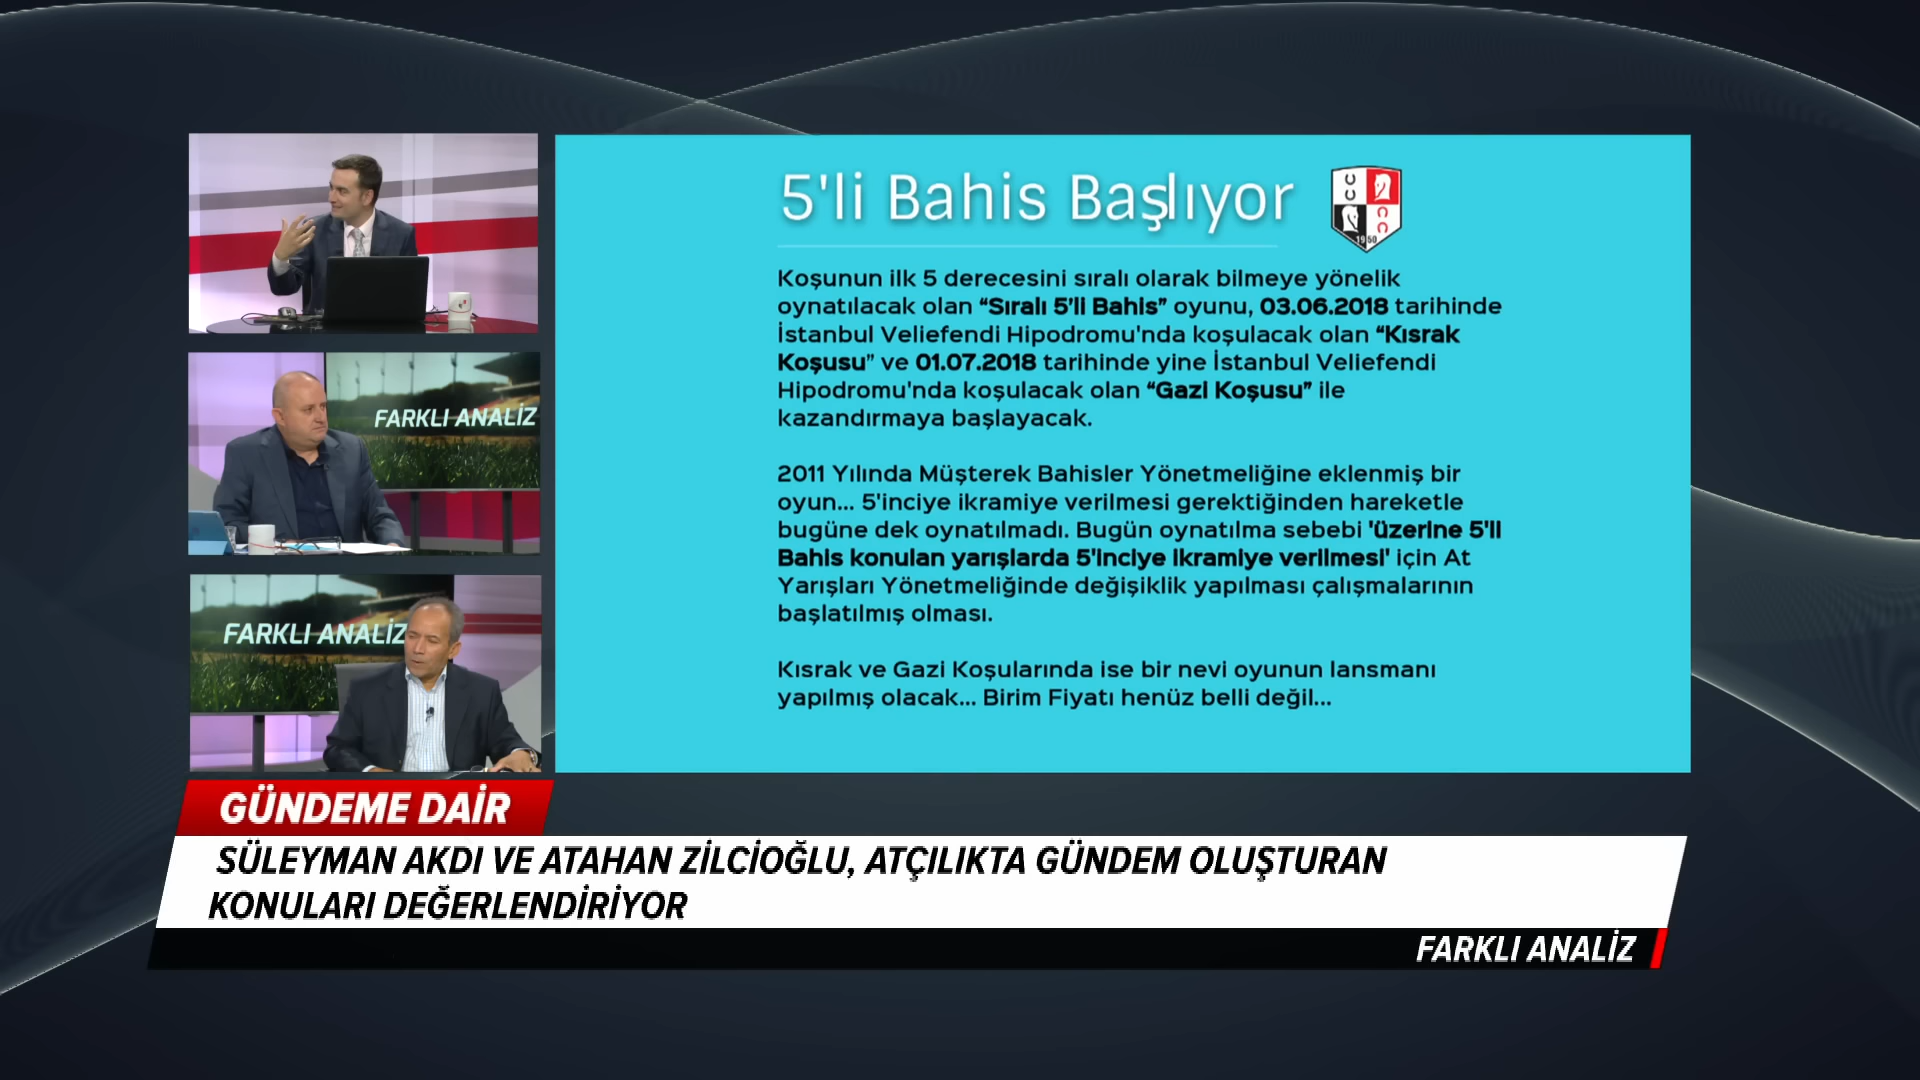 5'li Bahis Başlıyor
CCC
CC
1950
Koşunun ilk 5 derecesini sıralı olarak bilmeye yönelik
oynatılacak olan “Sıralı 5'li Bahis” oyunu, 03.06.2018 tarihinde
İstanbul Veliefendi Hipodromu'nda koşulacak olan “Kısrak
Koşusu” ve 01.07.2018 tarihinde yine İstanbul Veliefendi
Hipodromu'nda koşulacak olan “Gazi Koşusu” ile
kazandırmaya başlayacak.
2011 Yılında Müşterek Bahisler Yönetmeliğine eklenmiş bir
oyun... 5'inciye ikramiye verilmesi gerektiğinden hareketle
bugüne dek oynatılmadı. Bugün oynatılma sebebi 'üzerine 5'li
Bahis konulan yarışlarda 5'inciye ikramiye verilmesi' için At
Yarışları Yönetmeliğinde değişiklik yapılması çalışmalarının
başlatılmış olması.
Kısrak ve Gazi Koşularında ise bir nevi oyunun lansmanı
yapılmış olacak... Birim Fiyatı henüz belli değil...
FARKLI ANALİZ
FARKLI ANALİZ
GÜNDEME DAİR
SÜLEYMAN AKDI VE ATAHAN ZİLCİOĞLU, ATÇILIKTA GÜNDEM OLUŞTURAN
KONULARI DEĞERLENDİRİYOR
FARKLI ANALİZ